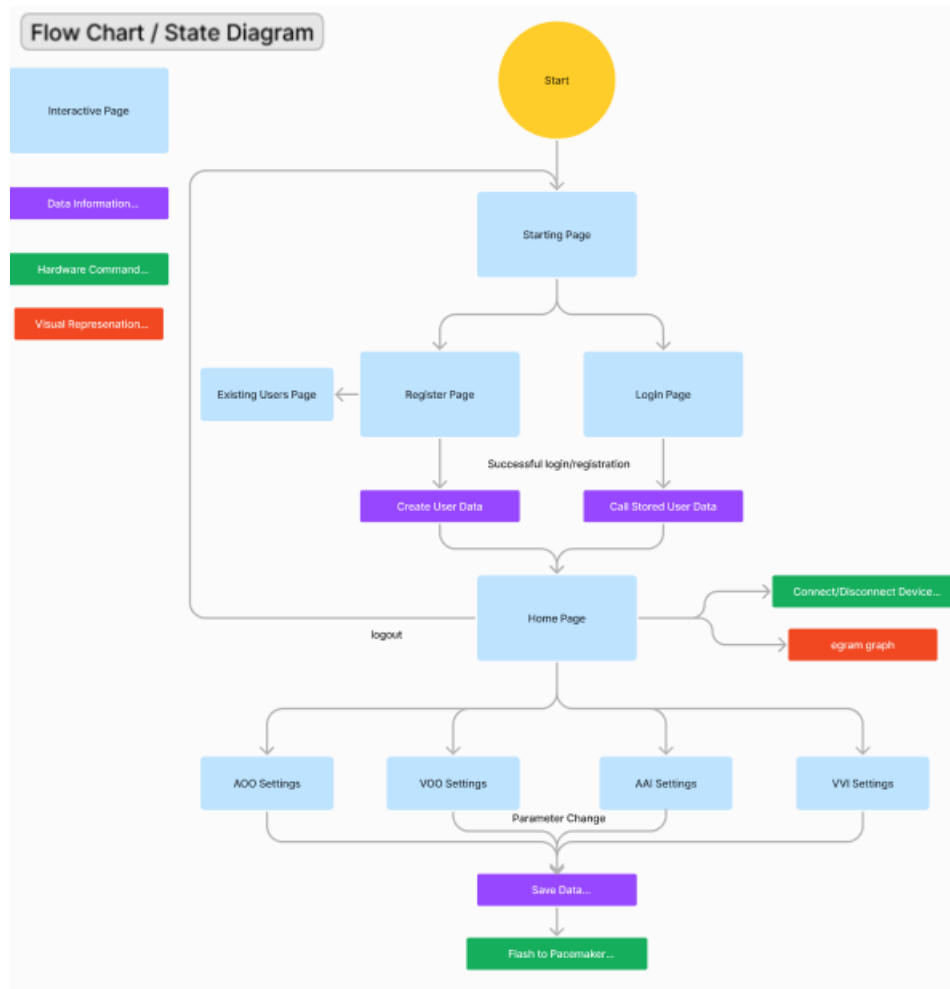 Flow Chart / State Diagram
Start
Interactive Page
Data Information...
Hardware Command...
Visual Represenation...
Starting Page
Existing Users Page
Register Page
Login Page
Successful login/registration
Create User Data
Call Stored User Data
Home Page
Connect/Disconnect Device...
egram graph
logout
AOO Settings
VOO Settings
AAI Settings
VVI Settings
Parameter Change
Save Data...
Flash to Pacemaker...